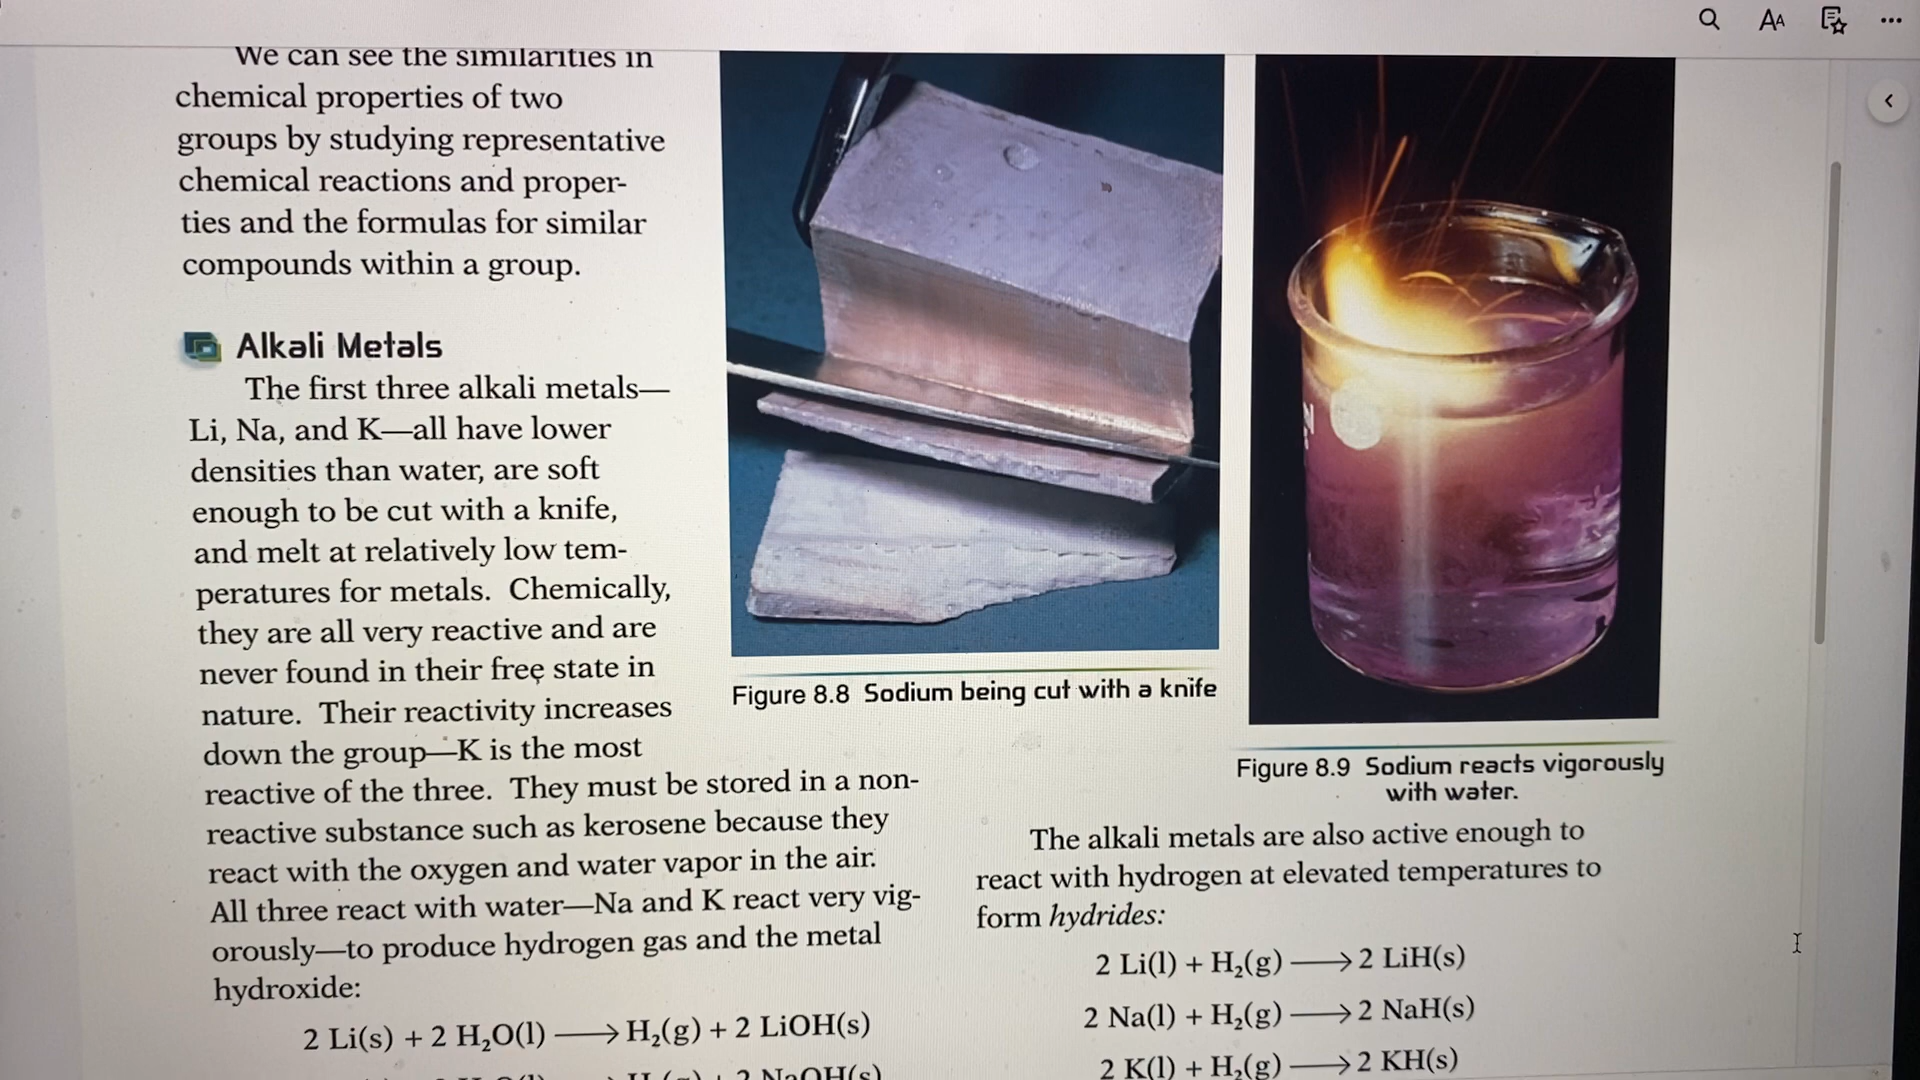 We can see the similarities in
chemical properties of two
groups by studying representative
chemical reactions and proper-
ties and the formulas for similar
compounds within a group.
Alkali Metals
The first three alkali metals—
Li, Na, and K—all have lower
densities than water, are soft
enough to be cut with a knife,
and melt at relatively low tem-
peratures for metals. Chemically,
they are all very reactive and are
never found in their free state in
nature. Their reactivity increases
down the group—K is the most
reactive of the three. They must be stored in a non-
reactive substance such as kerosene because they
react with the oxygen and water vapor in the air.
All three react with water—Na and K react very vig-
orously—to produce hydrogen gas and the metal
hydroxide:
2 Li(s) + 2 H₂O(l) ⟶ H₂(g) + 2 LiOH(s)
2 NaOH(s)
Figure 8.8 Sodium being cut with a knife
Figure 8.9 Sodium reacts vigorously
with water.
The alkali metals are also active enough to
react with hydrogen at elevated temperatures to
form hydrides:
2 Li(l) + H₂(g) ⟶ 2 LiH(s)
2 Na(l) + H₂(g) ⟶ 2 NaH(s)
2 K(l) + H₂(g) ⟶ 2 KH(s)